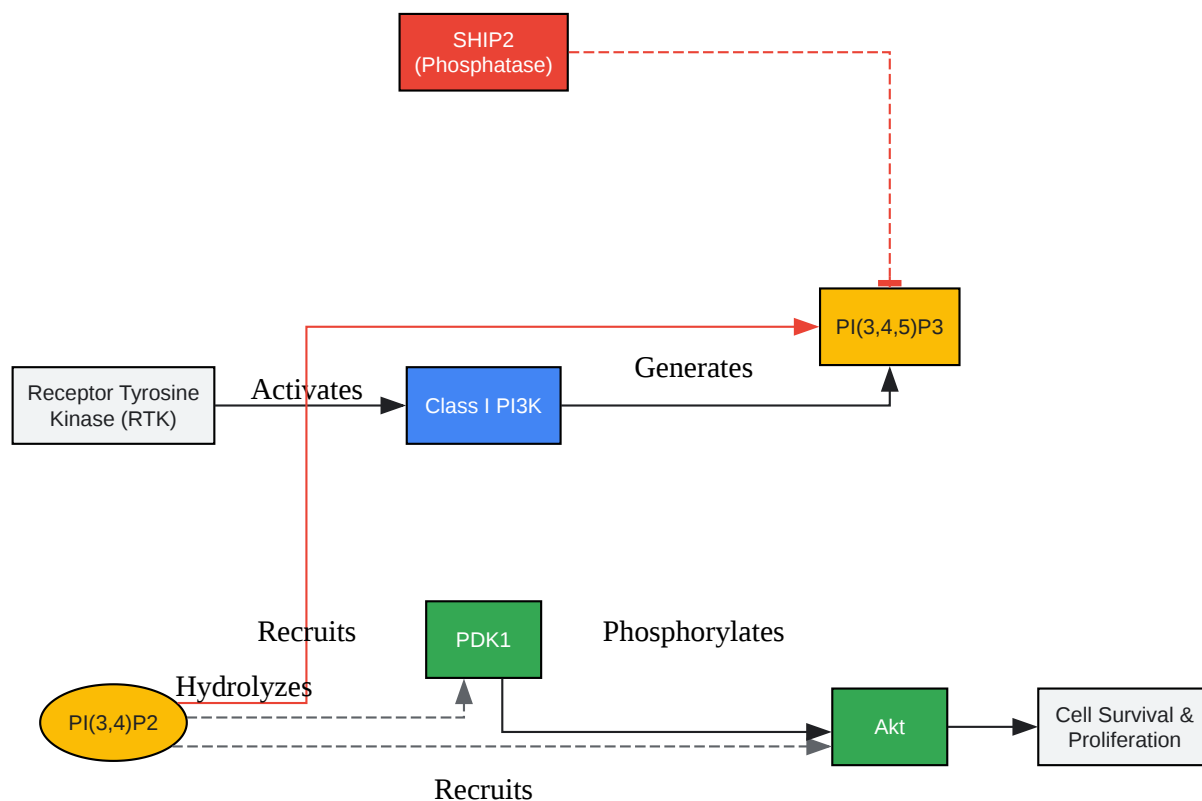 SHIP2
(Phosphatase)
PI(3,4,5)P3
Generates
Receptor Tyrosine
Kinase (RTK)
Activates
Class I PI3K
Recruits
PDK1
Phosphorylates
Hydrolyzes
PI(3,4)P2
Akt
Cell Survival &
Proliferation
Recruits